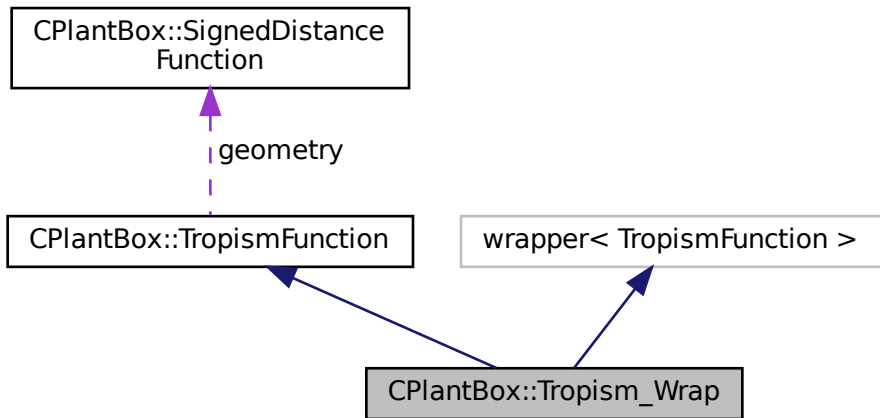 CPlantBox::SignedDistance
Function
geometry
CPlantBox::TropismFunction
wrapper< TropismFunction >
CPlantBox::Tropism_Wrap